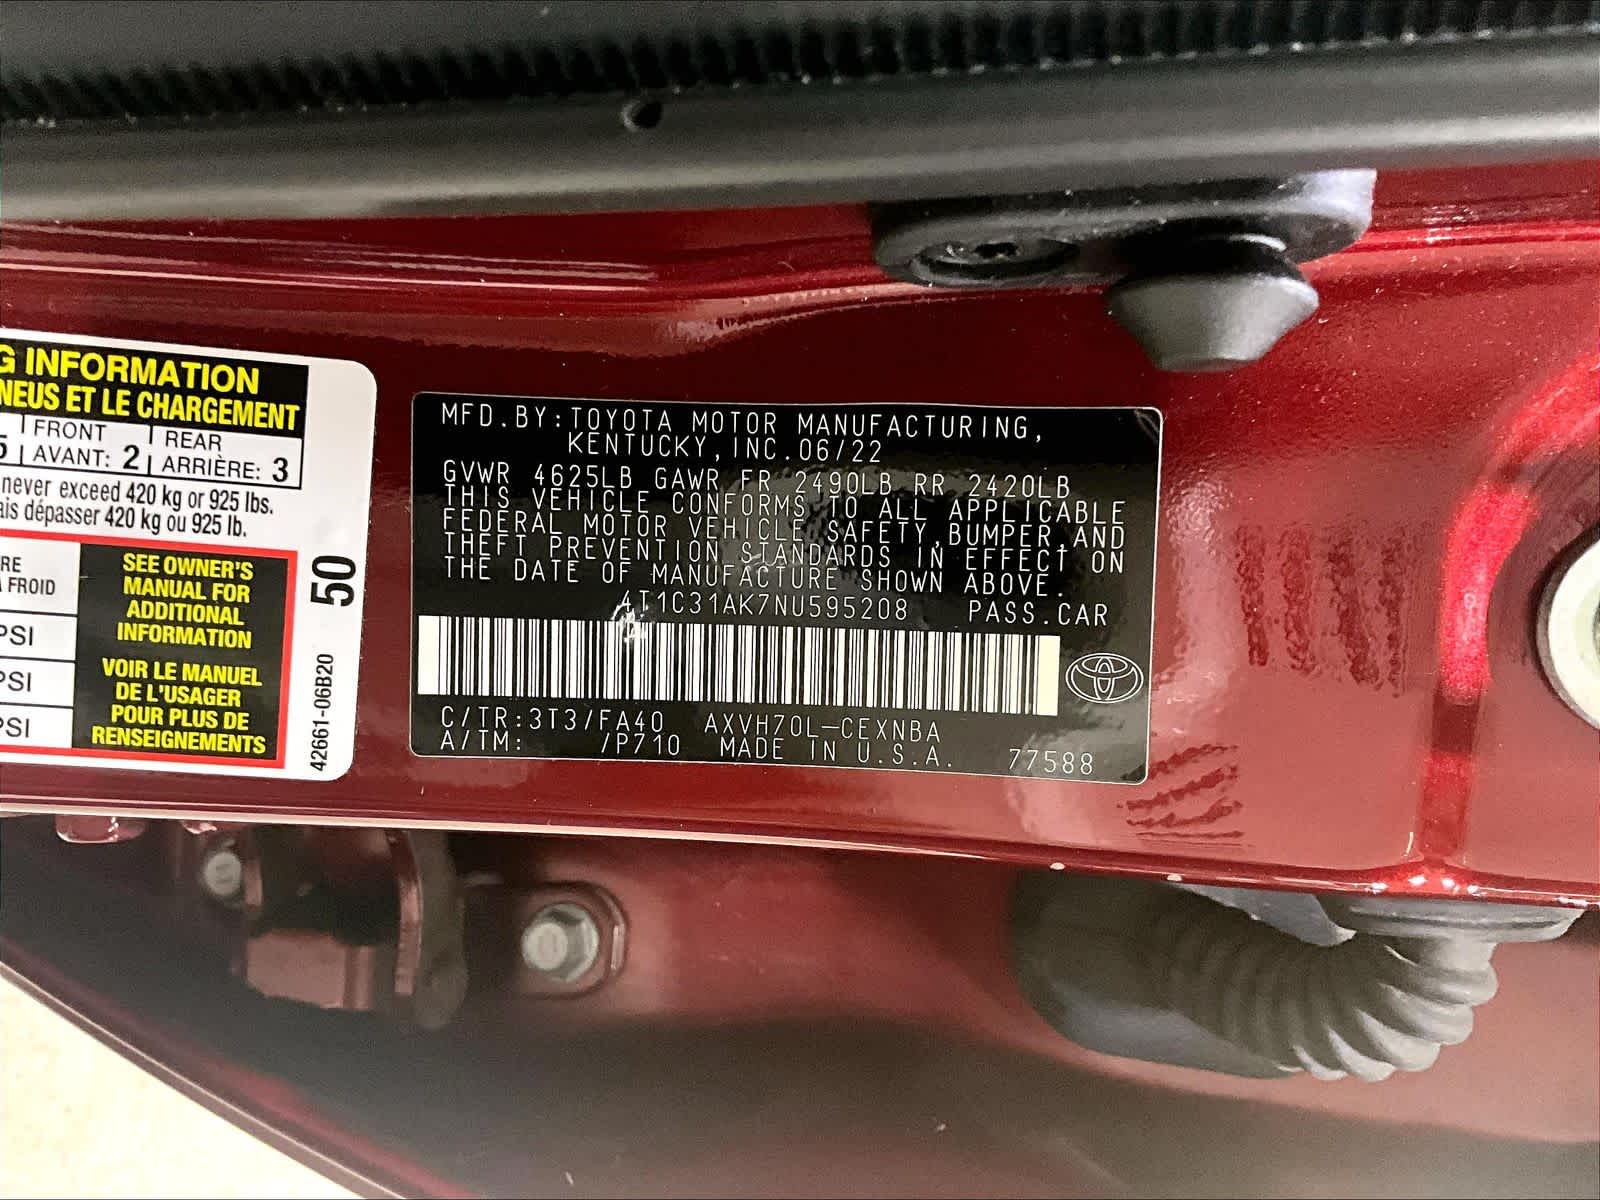 G INFORMATION
NEUS ET LE CHARGEMENT
5 FRONT REAR
AVANT: 2 ARRIÈRE: 3
never exceed 420 kg or 925 lbs.
ais dépasser 420 kg ou 925 lb.
RE
FROID
PSI
PSI
PSI
SEE OWNER'S
MANUAL FOR
ADDITIONAL
INFORMATION
VOIR LE MANUEL
DE L'USAGER
POUR PLUS DE
RENSEIGNEMENTS
50
42661-06B20
MFD.BY:TOYOTA MOTOR MANUFACTURING,
KENTUCKY,INC.06/22
GVWR 4625LB GAWR FR 2490LB RR 2420LB
THIS VEHICLE CONFORMS TO ALL APPLICABLE
FEDERAL MOTOR VEHICLE SAFETY,BUMPER,AND
THEFT PREVENTION STANDARDS IN EFFECT ON
THE DATE OF MANUFACTURE SHOWN ABOVE.
4T1C31AK7NU595208 PASS.CAR
C/TR:3T3/FA40 AXVH70L-CEXNBA
A/TM: /P710 MADE IN U.S.A. 77588